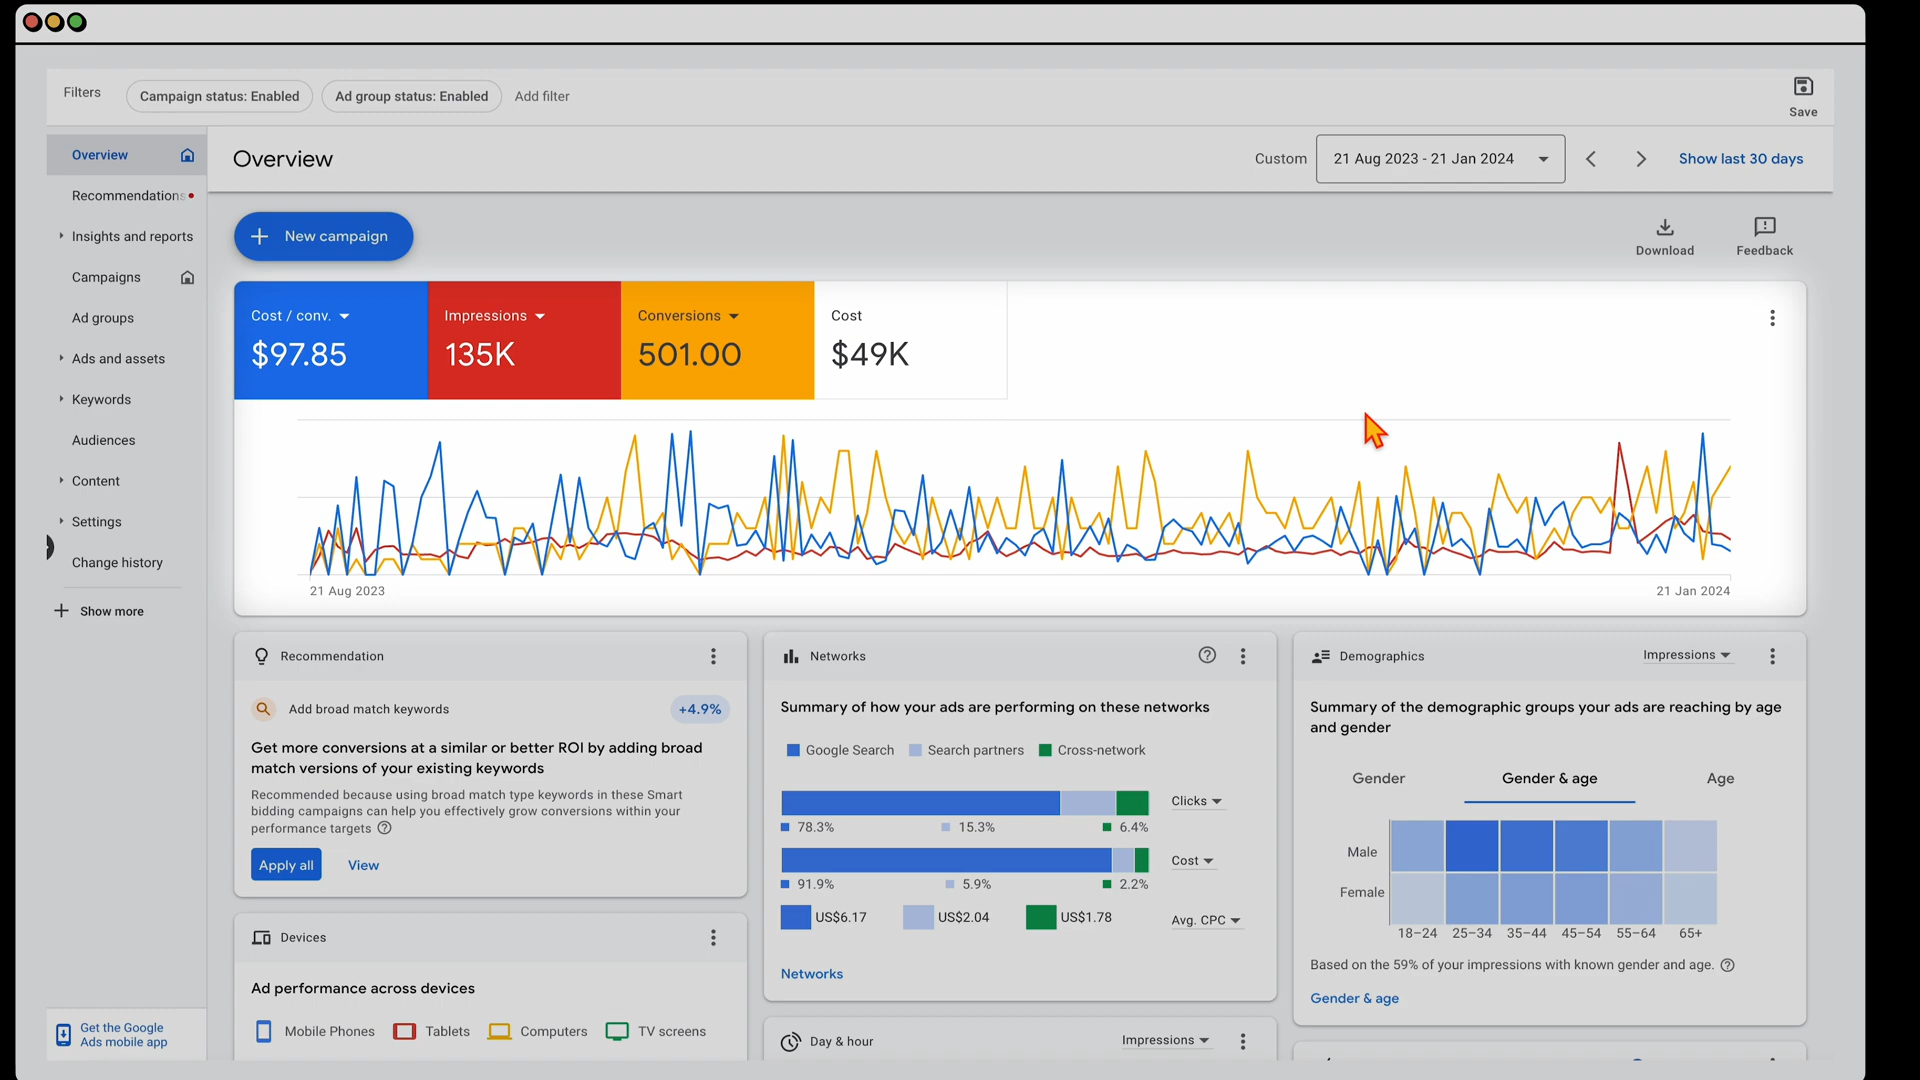 Filters
Campaign status: Enabled
Ad group status: Enabled
Add filter
Save
Overview
Recommendations
Insights and reports
Campaigns
Ad groups
Ads and assets
Keywords
Audiences
Content
Settings
Change history
Show more
Get the Google
Ads mobile app
Overview
Custom
21 Aug 2023 - 21 Jan 2024
Show last 30 days
New campaign
Download
Feedback
Cost / conv.
$97.85
Impressions
135K
Conversions
501.00
Cost
$49K
21 Aug 2023
21 Jan 2024
Recommendation
Add broad match keywords
+4.9%
Get more conversions at a similar or better ROI by adding broad
match versions of your existing keywords
Recommended because using broad match type keywords in these Smart
bidding campaigns can help you effectively grow conversions within your
performance targets
Apply all
View
Devices
Ad performance across devices
Mobile Phones
Tablets
Computers
TV screens
Networks
Summary of how your ads are performing on these networks
Google Search
Search partners
Cross-network
Clicks
78.3%
15.3%
6.4%
Cost
91.9%
5.9%
2.2%
US$6.17
US$2.04
US$1.78
Avg. CPC
Networks
Day & hour
Impressions
Demographics
Impressions
Summary of the demographic groups your ads are reaching by age
and gender
Gender
Gender & age
Age
Male
Female
18–24
25–34
35–44
45–54
55–64
65+
Based on the 59% of your impressions with known gender and age.
Gender & age